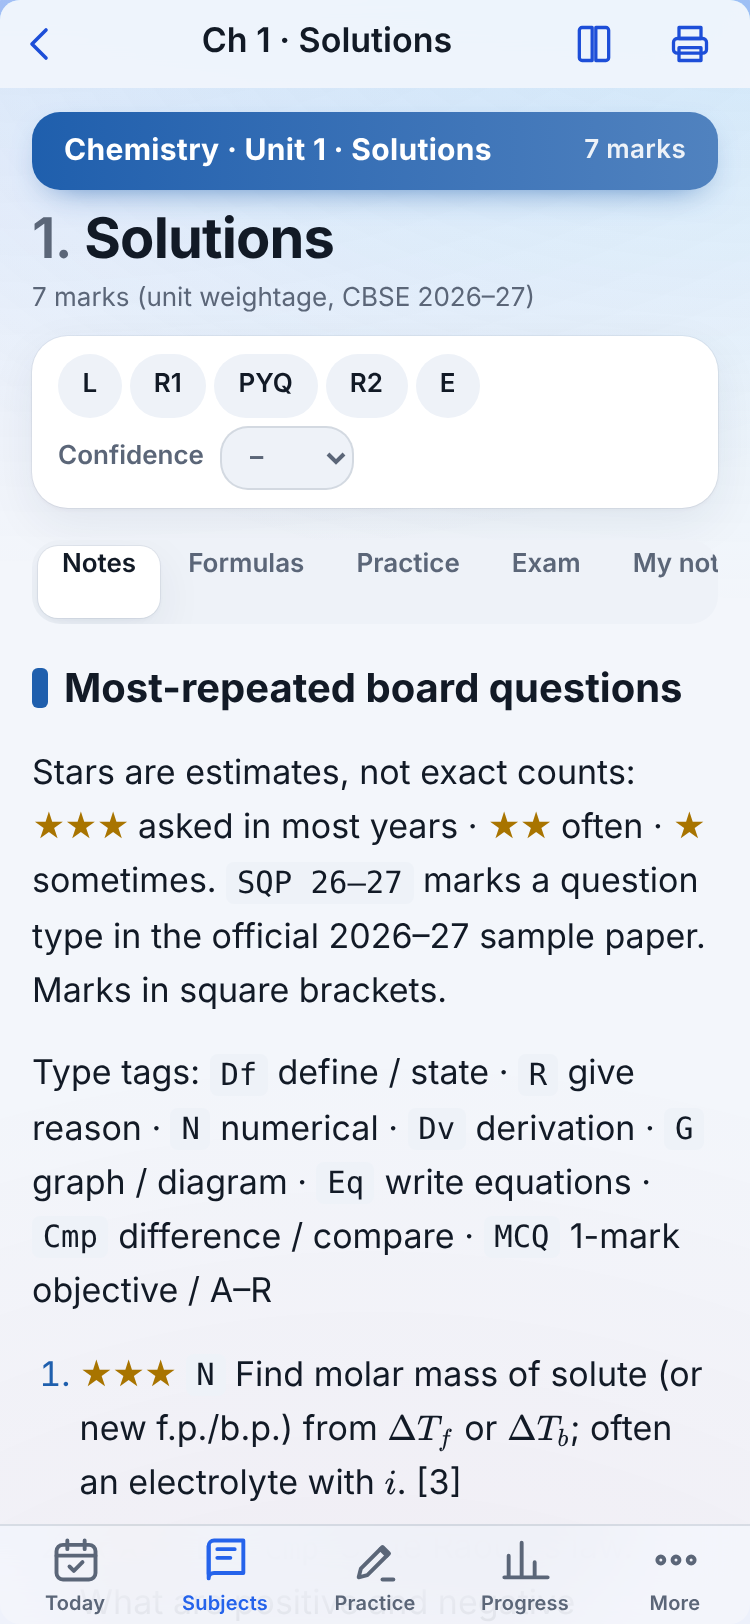 Ch 1 · Solutions
Chemistry · Unit 1 · Solutions 7 marks
1. Solutions
7 marks (unit weightage, CBSE 2026–27)
L R1 PYQ R2 E
Confidence –
Notes Formulas Practice Exam My not
Most-repeated board questions
Stars are estimates, not exact counts:
★★★ asked in most years · ★★ often · ★
sometimes. SQP 26–27 marks a question
type in the official 2026–27 sample paper.
Marks in square brackets.
Type tags: Df define / state · R give
reason · N numerical · Dv derivation · G
graph / diagram · Eq write equations ·
Cmp difference / compare · MCQ 1-mark
objective / A–R
1. ★★★ N Find molar mass of solute (or
new f.p./b.p.) from ΔT_f or ΔT_b; often
an electrolyte with i. [3]
What are positive and negative
Today Subjects Practice Progress More